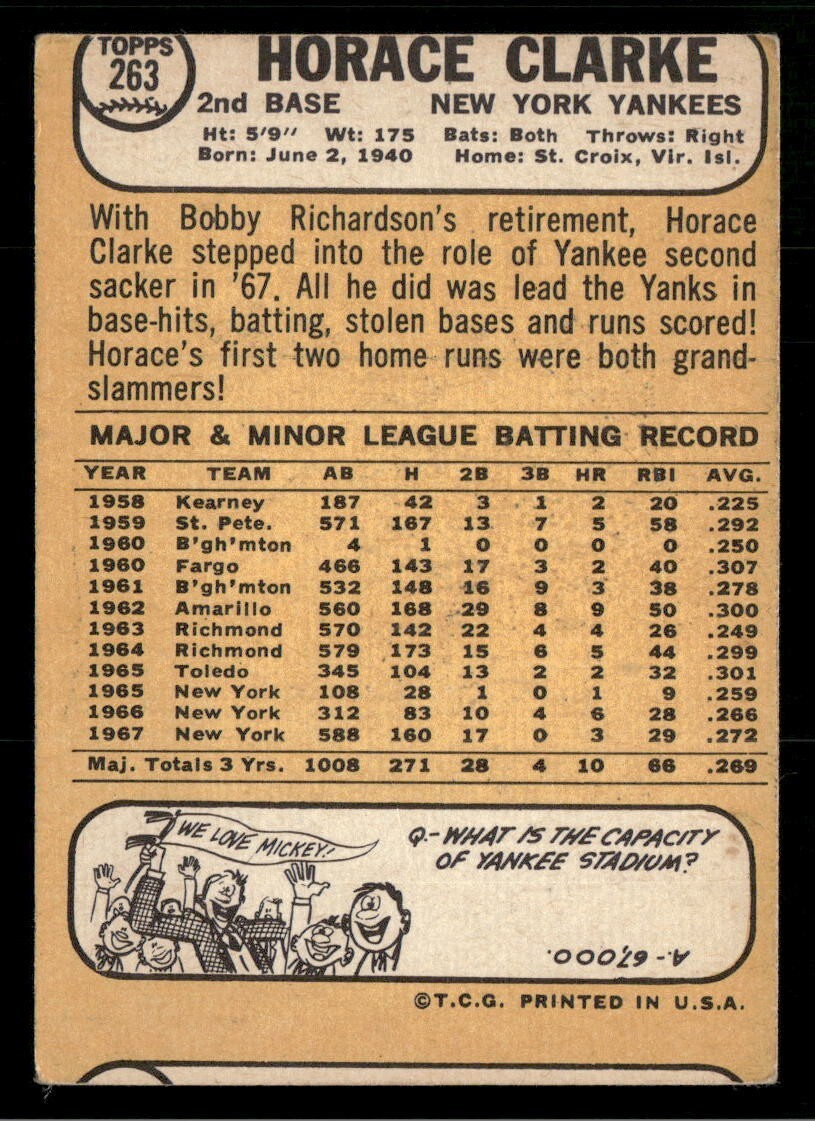 TOPPS
263
HORACE CLARKE
2nd BASE NEW YORK YANKEES
Ht: 5'9" Wt: 175 Bats: Both Throws: Right
Born: June 2, 1940 Home: St. Croix, Vir. Isl.
With Bobby Richardson's retirement, Horace
Clarke stepped into the role of Yankee second
sacker in '67. All he did was lead the Yanks in
base-hits, batting, stolen bases and runs scored!
Horace's first two home runs were both grand-
slammers!
MAJOR & MINOR LEAGUE BATTING RECORD
YEAR TEAM AB H 2B 3B HR RBI AVG.
1958 Kearney 187 42 3 1 2 20 .225
1959 St. Pete. 571 167 13 7 5 58 .292
1960 B'gh'mton 4 1 0 0 0 0 .250
1960 Fargo 466 143 17 3 2 40 .307
1961 B'gh'mton 532 148 16 9 3 38 .278
1962 Amarillo 560 168 29 8 9 50 .300
1963 Richmond 570 142 22 4 4 26 .249
1964 Richmond 579 173 15 6 5 44 .299
1965 Toledo 345 104 13 2 2 32 .301
1965 New York 108 28 1 0 1 9 .259
1966 New York 312 83 10 4 6 28 .266
1967 New York 588 160 17 0 3 29 .272
Maj. Totals 3 Yrs. 1008 271 28 4 10 66 .269
WE LOVE MICKEY!
Q.- WHAT IS THE CAPACITY
OF YANKEE STADIUM?
A.- 67,000.
©T.C.G. PRINTED IN U.S.A.